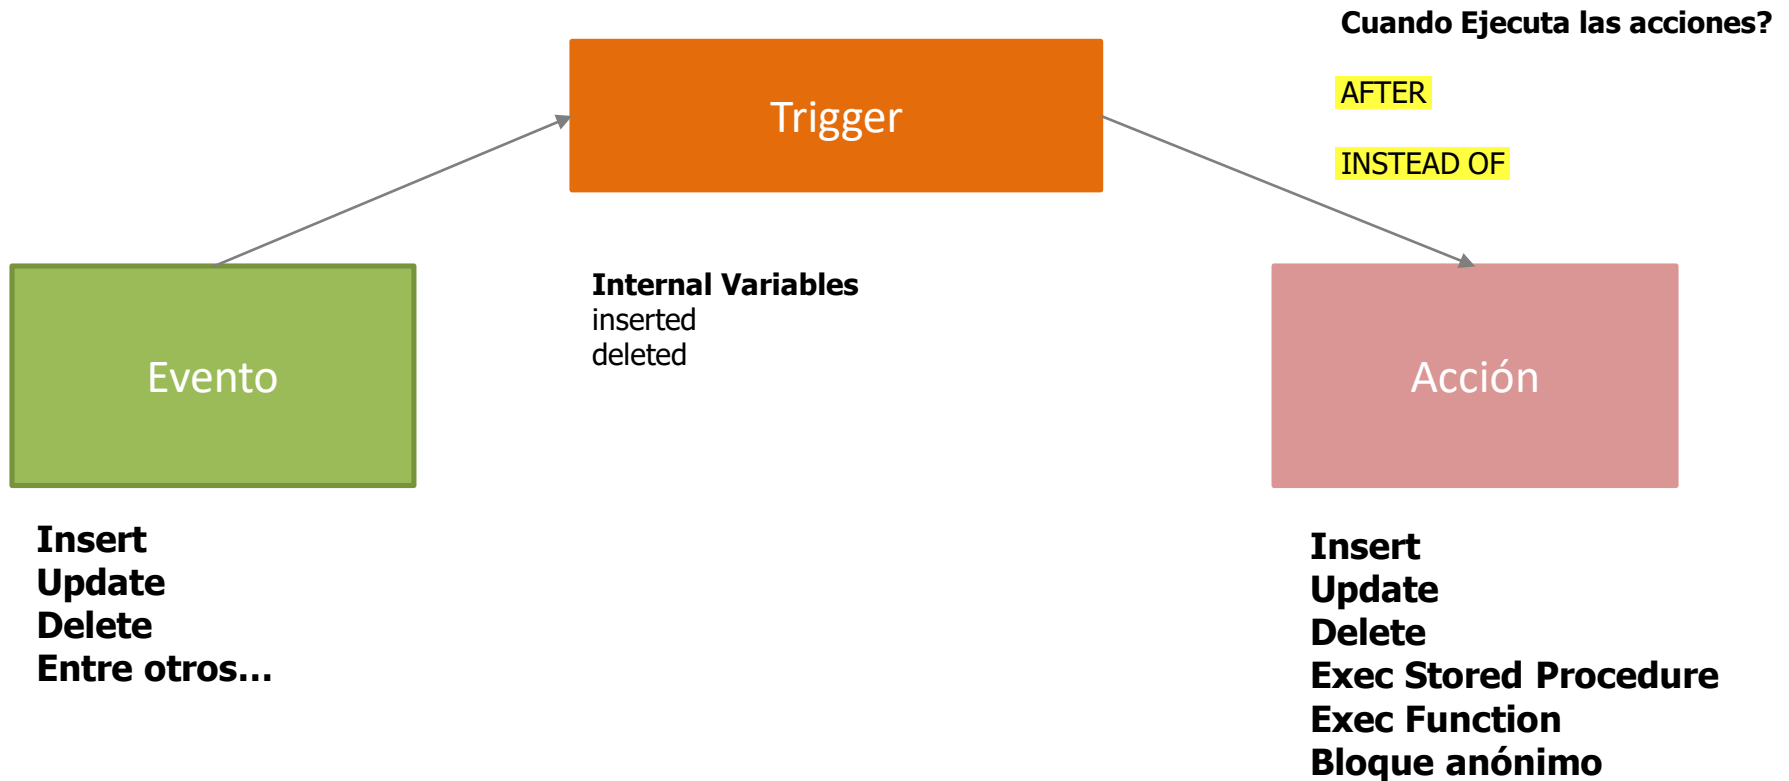 Cuando Ejecuta las acciones?
AFTER
INSTEAD OF
Trigger
Internal Variables
inserted
deleted
Evento
Insert
Update
Delete
Entre otros...
Acción
Insert
Update
Delete
Exec Stored Procedure
Exec Function
Bloque anónimo